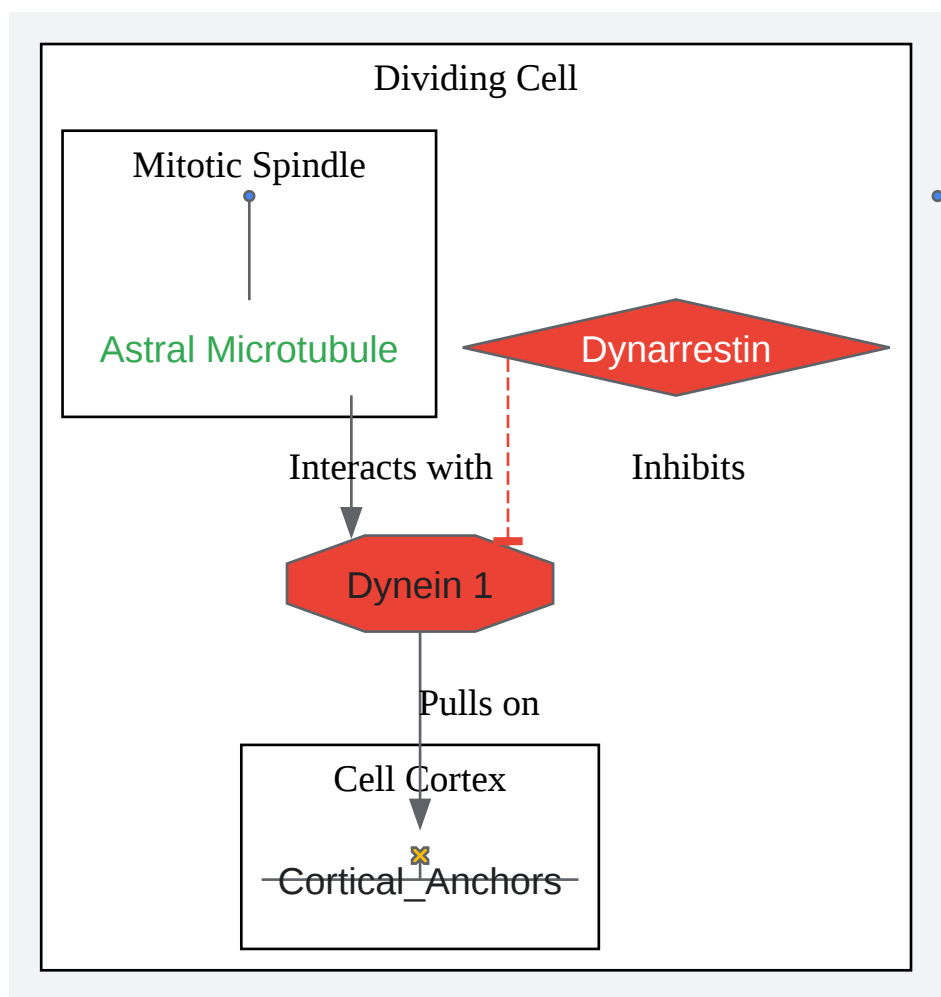 Dividing Cell
Mitotic Spindle
Astral Microtubule
Dynarrestin
Interacts with
Inhibits
Dynein 1
Pulls on
Cell Cortex
Cortical_Anchors